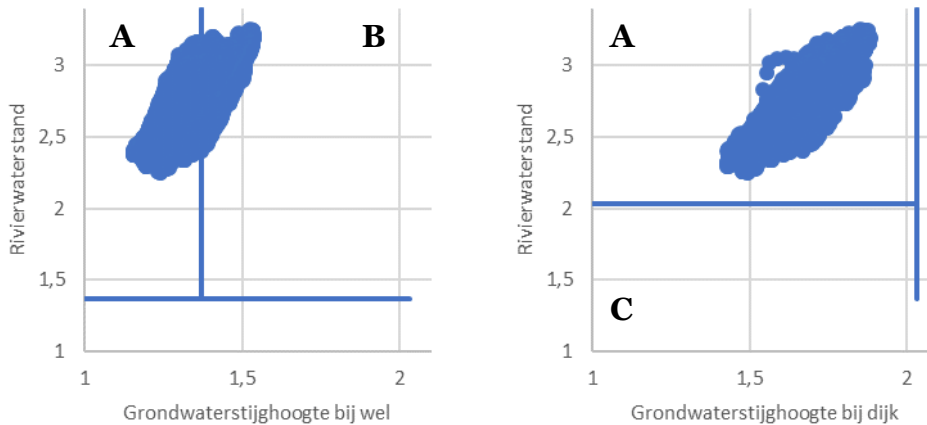 A
B
3
2,5
2
1,5
1
Rivierwaterstand
1
1,5
2
Grondwaterstijghoogte bij wel
A
C
3
2,5
2
1,5
1
Rivierwaterstand
1
1,5
2
Grondwaterstijghoogte bij dijk